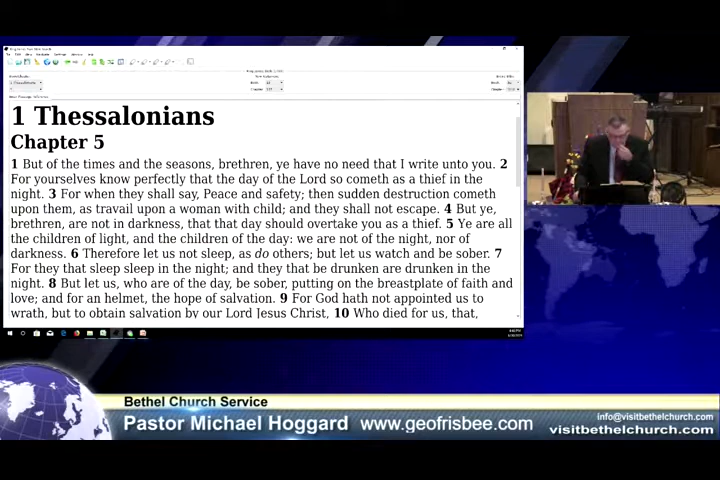 1 Thessalonians
Chapter 5
1 But of the times and the seasons, brethren, ye have no need that I write unto you. 2
For yourselves know perfectly that the day of the Lord so cometh as a thief in the
night. 3 For when they shall say, Peace and safety; then sudden destruction cometh
upon them, as travail upon a woman with child; and they shall not escape. 4 But ye,
brethren, are not in darkness, that that day should overtake you as a thief. 5 Ye are all
the children of light, and the children of the day: we are not of the night, nor of
darkness. 6 Therefore let us not sleep, as do others; but let us watch and be sober. 7
For they that sleep sleep in the night; and they that be drunken are drunken in the
night. 8 But let us, who are of the day, be sober, putting on the breastplate of faith and
love; and for an helmet, the hope of salvation. 9 For God hath not appointed us to
wrath, but to obtain salvation by our Lord Jesus Christ, 10 Who died for us, that,
Bethel Church Service
Pastor Michael Hoggard www.geofrisbee.com
info@visitbethelchurch.com
visitbethelchurch.com